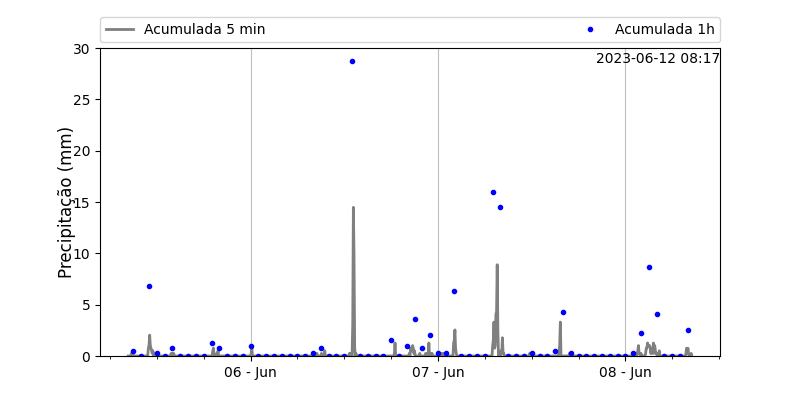 Acumulada 5 min
Acumulada 1h
2023-06-12 08:17
Precipitação (mm)
30
25
20
15
10
5
0
06 - Jun
07 - Jun
08 - Jun